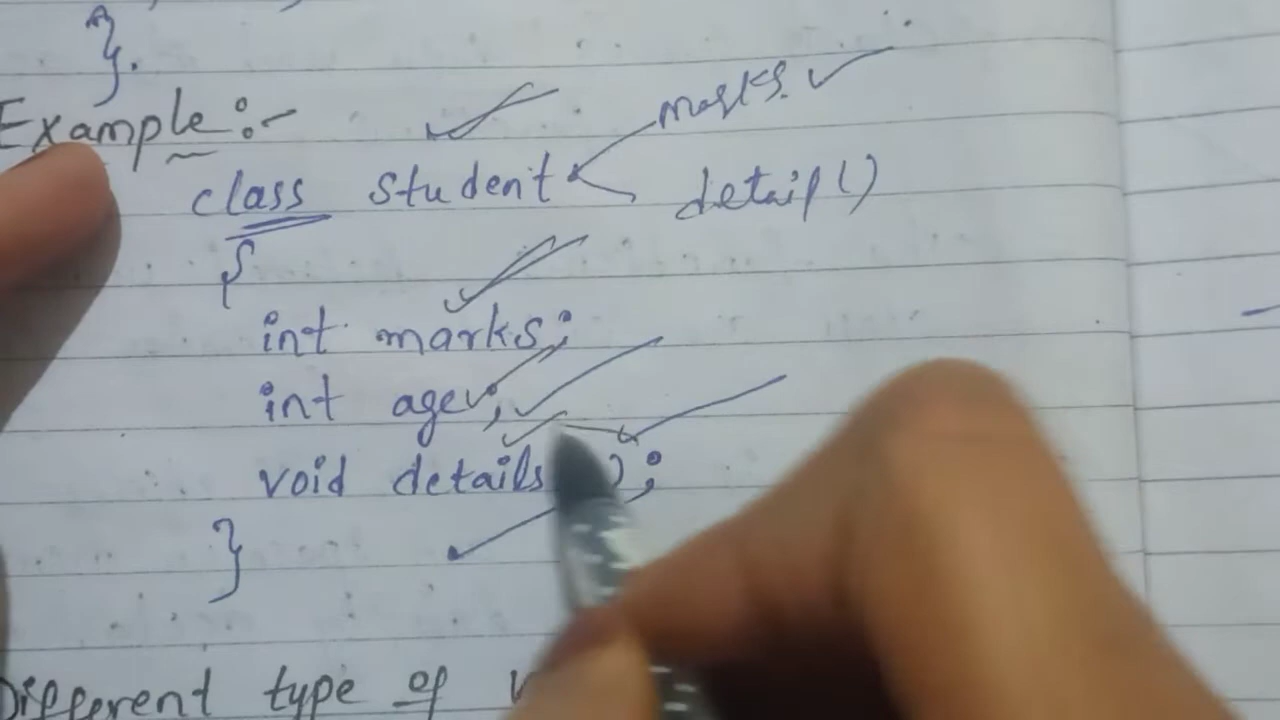 }.
Example :-
marks.
class Student
detail()
{
int marks;
int age;
void details );
}
Different type of